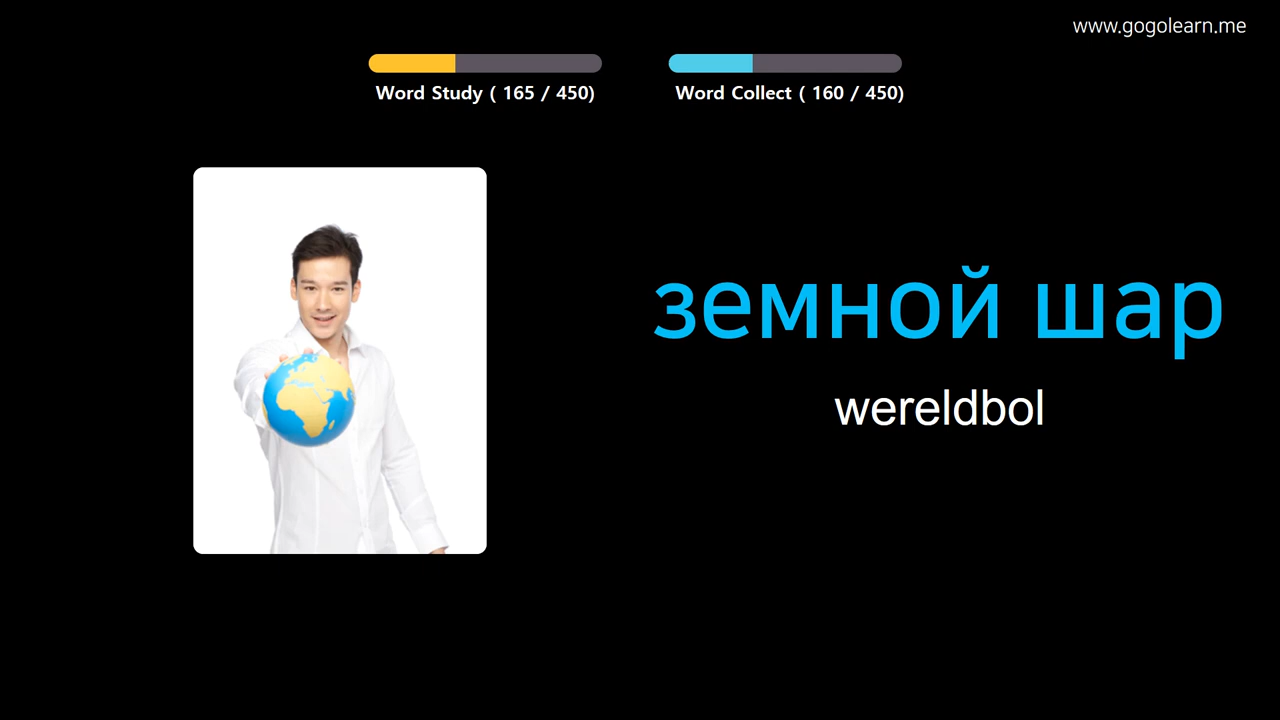 www.gogolearn.me
Word Study ( 165 / 450)
Word Collect ( 160 / 450)
земной шар
wereldbol